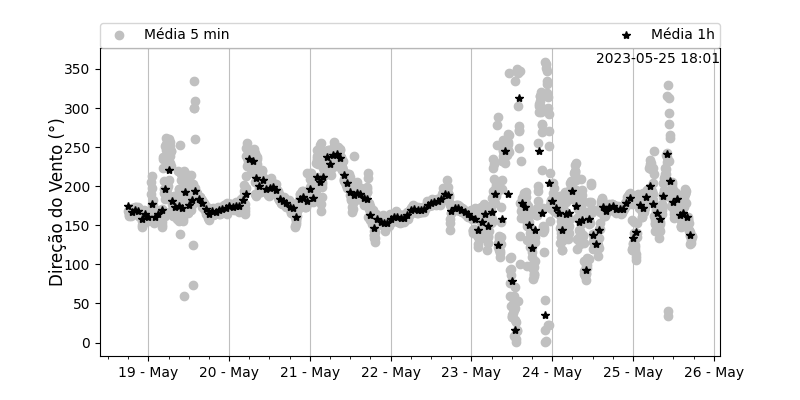 Média 5 min
Média 1h
2023-05-25 18:01
Direção do Vento (°)
350
300
250
200
150
100
50
0
19 - May
20 - May
21 - May
22 - May
23 - May
24 - May
25 - May
26 - May